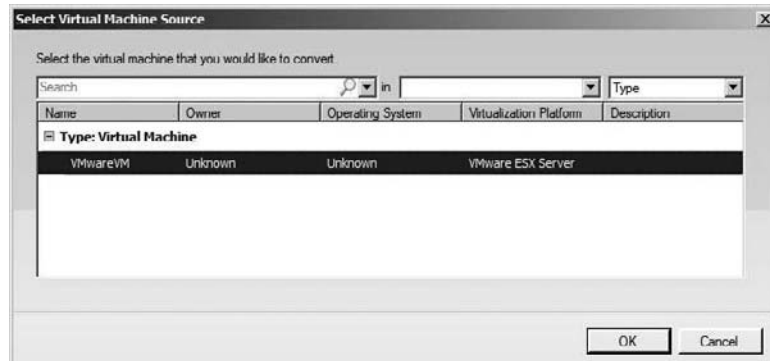 Select Virtual Machine Source
X
Select the virtual machine that you would like to convert
Search in Type
Name Owner Operating System Virtualization Platform Description
Type: Virtual Machine
VMwareVM Unknown Unknown VMware ESX Server
OK Cancel